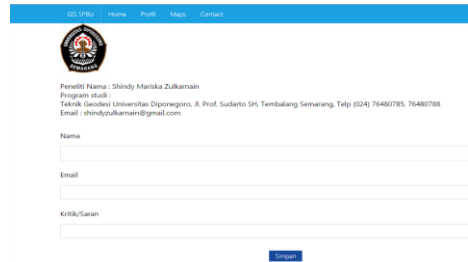 GIS SPBU Home Profil Maps Contact
SEMARANG
Peneliti Nama : Shindy Mariska Zulkarnain
Program studi :
Teknik Geodesi Universitas Diponegoro, Jl. Prof. Sudarto SH, Tembalang Semarang, Telp (024) 76480785, 76480788
Email : shindyzulkarnain@gmail.com
Nama
Email
Kritik/Saran
Simpan